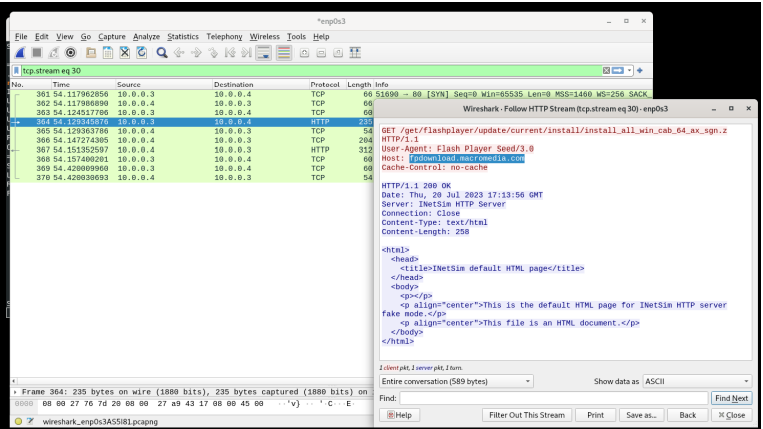 *enp0s3
File Edit View Go Capture Analyze Statistics Telephony Wireless Tools Help
tcp.stream eq 30
No. Time Source Destination Protocol Length Info
361 54.117962856 10.0.0.3 10.0.0.4 TCP 66 51690 → 80 [SYN] Seq=0 Win=65535 Len=0 MSS=1460 WS=256 SACK_
362 54.117986890 10.0.0.4 10.0.0.3 TCP 66
363 54.124517706 10.0.0.3 10.0.0.4 TCP 60
364 54.129345876 10.0.0.3 10.0.0.4 HTTP 235
365 54.129363786 10.0.0.4 10.0.0.3 TCP 54
366 54.147274305 10.0.0.4 10.0.0.3 TCP 204
367 54.151352597 10.0.0.4 10.0.0.3 HTTP 312
368 54.157400201 10.0.0.3 10.0.0.4 TCP 60
369 54.420009960 10.0.0.3 10.0.0.4 TCP 60
370 54.420030693 10.0.0.4 10.0.0.3 TCP 54
Frame 364: 235 bytes on wire (1880 bits), 235 bytes captured (1880 bits) on
0000 08 00 27 76 7d 20 08 00 27 a9 43 17 08 00 45 00 ··'v} ·· '·C···E·
wireshark_enp0s3AS5I81.pcapng
Wireshark · Follow HTTP Stream (tcp.stream eq 30) · enp0s3
GET /get/flashplayer/update/current/install/install_all_win_cab_64_ax_sgn.z
HTTP/1.1
User-Agent: Flash Player Seed/3.0
Host: fpdownload.macromedia.com
Cache-Control: no-cache
HTTP/1.1 200 OK
Date: Thu, 20 Jul 2023 17:13:56 GMT
Server: INetSim HTTP Server
Connection: Close
Content-Type: text/html
Content-Length: 258
<html>
<head>
<title>INetSim default HTML page</title>
</head>
<body>
<p></p>
<p align="center">This is the default HTML page for INetSim HTTP server
fake mode.</p>
<p align="center">This file is an HTML document.</p>
</body>
</html>
1 client pkt, 1 server pkt, 1 turn.
Entire conversation (589 bytes) Show data as ASCII
Find: Find Next
Help Filter Out This Stream Print Save as... Back Close